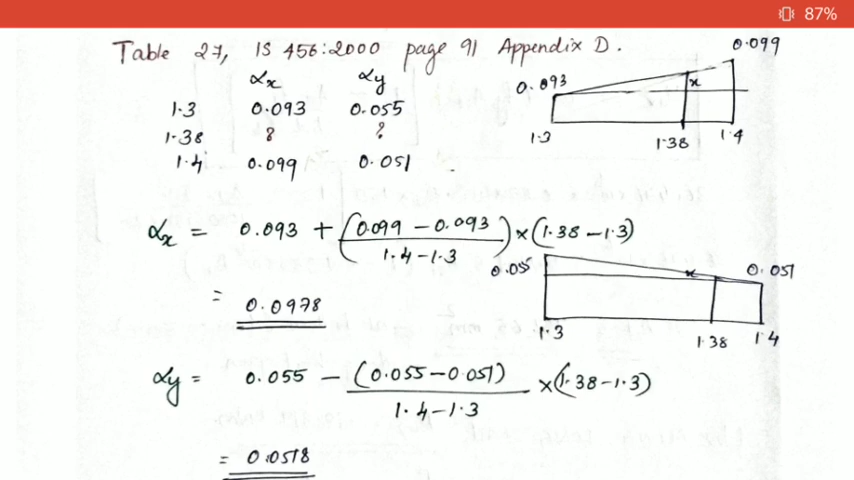 87%
Table 27, IS 456:2000 page 91 Appendix D.
αx αy
1.3 0.093 0.055
1.38 ? ?
1.4 0.099 0.051
0.093 0.099
x
1.3 1.38 1.4
αx = 0.093 + (0.099 - 0.093 / 1.4 - 1.3) × (1.38 - 1.3)
= 0.0978
0.055 x 0.051
1.3 1.38 1.4
αy = 0.055 - (0.055 - 0.051) / 1.4 - 1.3 × (1.38 - 1.3)
= 0.0518